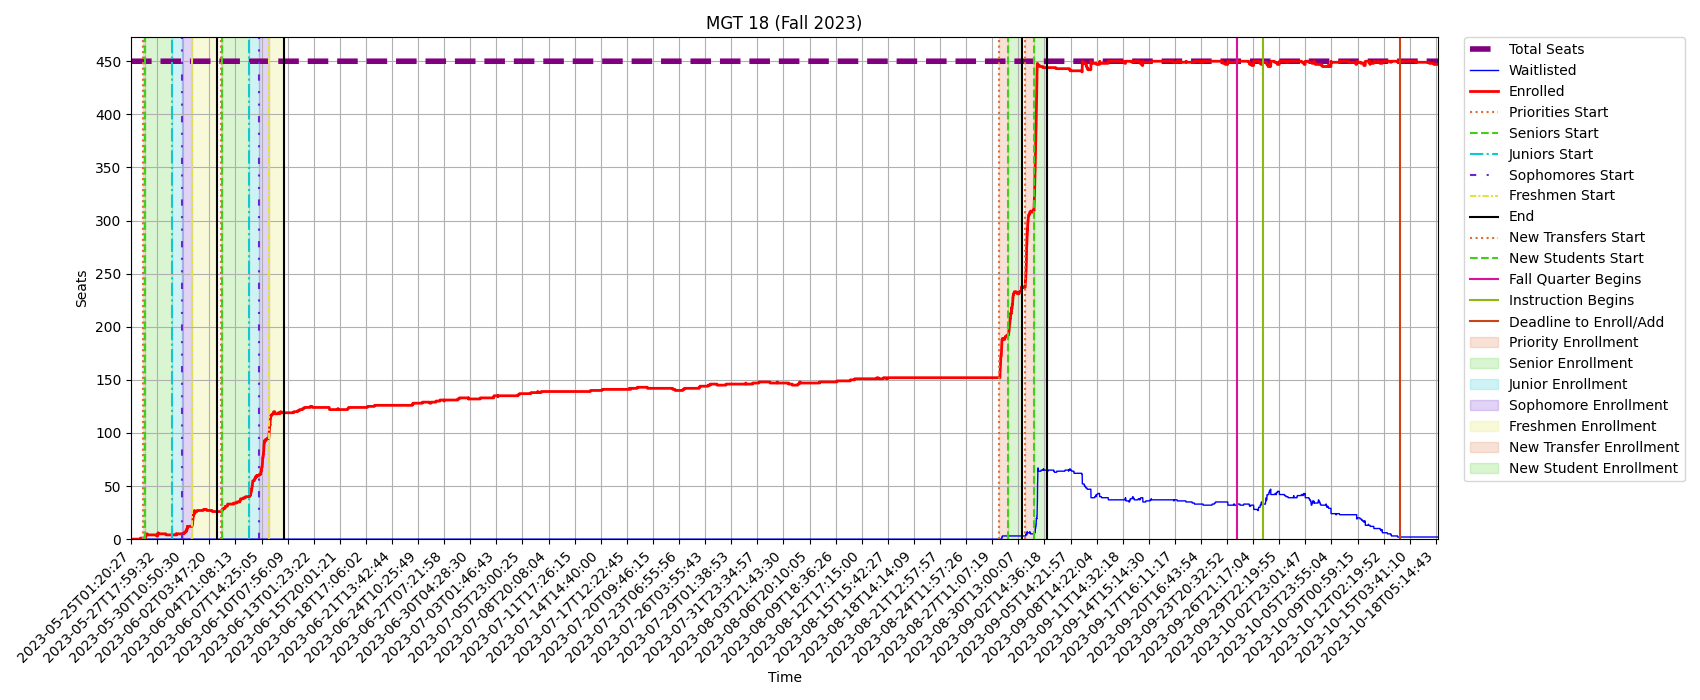 MGT 18 (Fall 2023)
Seats
450
400
350
300
250
200
150
100
50
0
2023-05-25T01:20:27
2023-05-27T17:59:32
2023-05-30T10:50:30
2023-06-02T03:47:20
2023-06-04T21:08:13
2023-06-07T14:25:05
2023-06-10T07:56:09
2023-06-13T01:23:22
2023-06-15T20:01:21
2023-06-18T17:06:02
2023-06-21T13:42:44
2023-06-24T10:25:49
2023-06-27T07:21:58
2023-06-30T04:28:30
2023-07-03T01:46:43
2023-07-05T23:00:25
2023-07-08T20:08:04
2023-07-11T17:26:15
2023-07-14T14:40:00
2023-07-17T12:22:45
2023-07-20T09:46:15
2023-07-23T06:55:56
2023-07-26T03:55:43
2023-07-29T01:38:53
2023-07-31T23:34:57
2023-08-03T21:43:30
2023-08-06T20:10:05
2023-08-09T18:36:26
2023-08-12T17:15:00
2023-08-15T15:42:27
2023-08-18T14:14:09
2023-08-21T12:57:57
2023-08-24T11:57:26
2023-08-27T11:07:19
2023-08-30T13:00:07
2023-09-02T14:36:18
2023-09-05T14:21:57
2023-09-08T14:22:04
2023-09-11T14:32:18
2023-09-14T15:14:30
2023-09-17T16:11:17
2023-09-20T16:43:54
2023-09-23T20:32:52
2023-09-26T21:17:04
2023-09-29T22:19:55
2023-10-02T23:01:47
2023-10-05T23:55:04
2023-10-09T00:59:15
2023-10-12T02:19:52
2023-10-15T03:41:10
2023-10-18T05:14:43
Time
Total Seats
Waitlisted
Enrolled
Priorities Start
Seniors Start
Juniors Start
Sophomores Start
Freshmen Start
End
New Transfers Start
New Students Start
Fall Quarter Begins
Instruction Begins
Deadline to Enroll/Add
Priority Enrollment
Senior Enrollment
Junior Enrollment
Sophomore Enrollment
Freshmen Enrollment
New Transfer Enrollment
New Student Enrollment